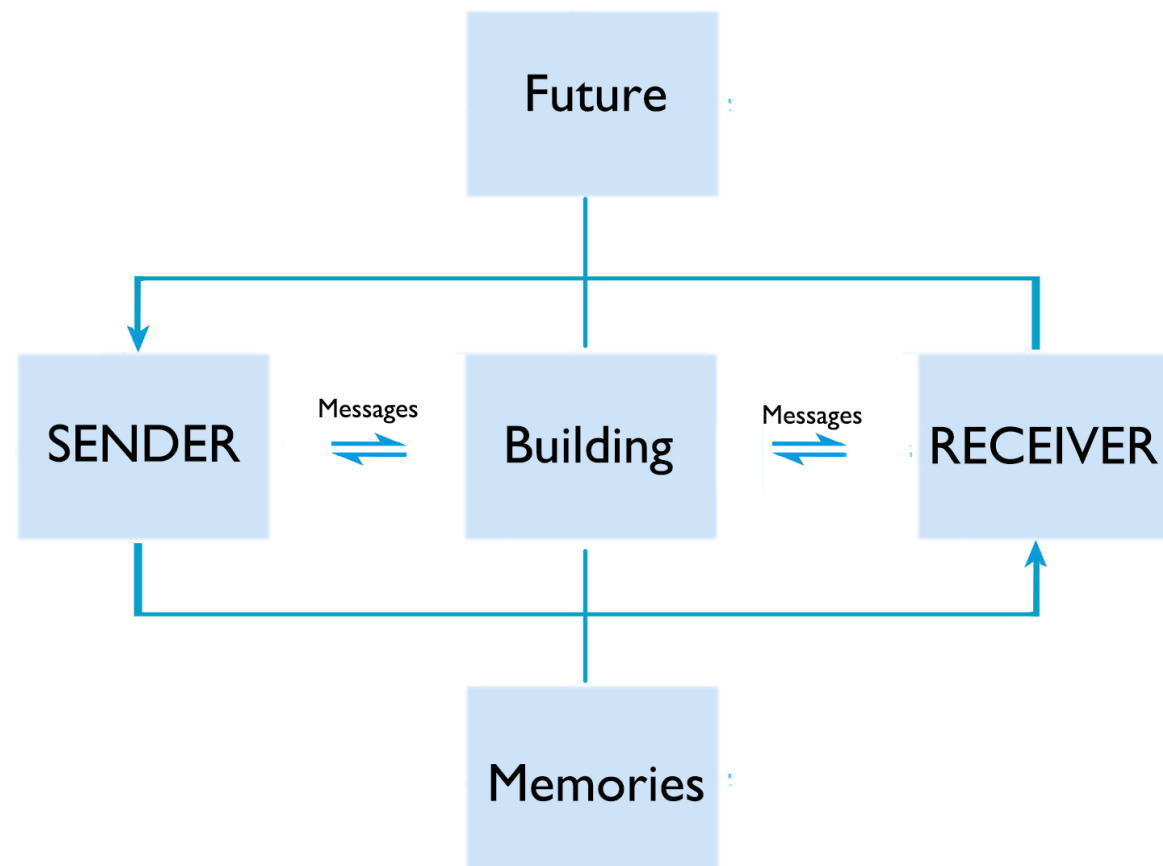 Future
Messages
Messages
SENDER
Building
RECEIVER
Memories